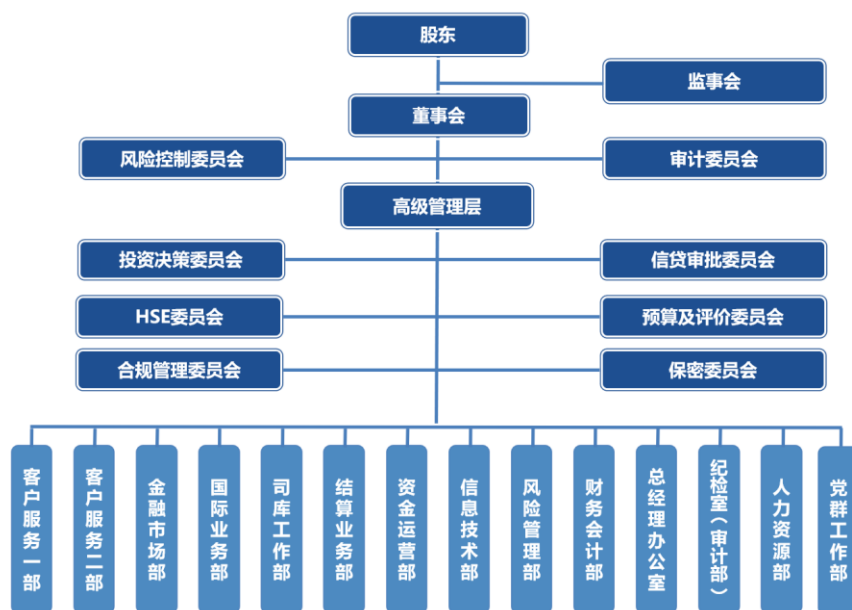 股东
监事会
董事会
风险控制委员会
审计委员会
高级管理层
投资决策委员会
信贷审批委员会
HSE委员会
预算及评价委员会
合规管理委员会
保密委员会
客户服务一部
客户服务二部
金融市场部
国际业务部
司库工作部
结算业务部
资金运营部
信息技术部
风险管理部
财务会计部
总经理办公室
纪检室（审计部）
人力资源部
党群工作部